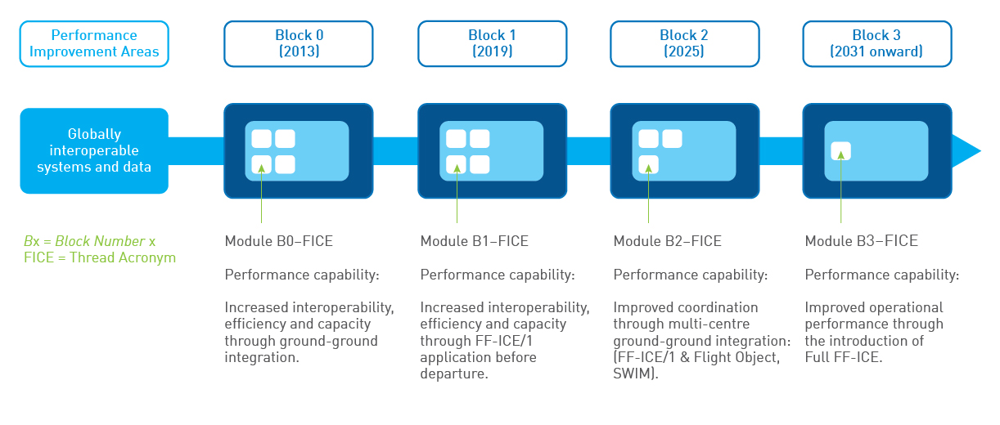 Performance
Improvement Areas
Block 0
(2013)
Block 1
(2019)
Block 2
(2025)
Block 3
(2031 onward)
Globally
interoperable
systems and data
Bx = Block Number x
FICE = Thread Acronym
Module B0–FICE
Performance capability:
Increased interoperability,
efficiency and capacity
through ground-ground
integration.
Module B1–FICE
Performance capability:
Increased interoperability,
efficiency and capacity
through FF-ICE/1
application before
departure.
Module B2–FICE
Performance capability:
Improved coordination
through multi-centre
ground-ground integration:
(FF-ICE/1 & Flight Object,
SWIM).
Module B3–FICE
Performance capability:
Improved operational
performance through
the introduction of
Full FF-ICE.